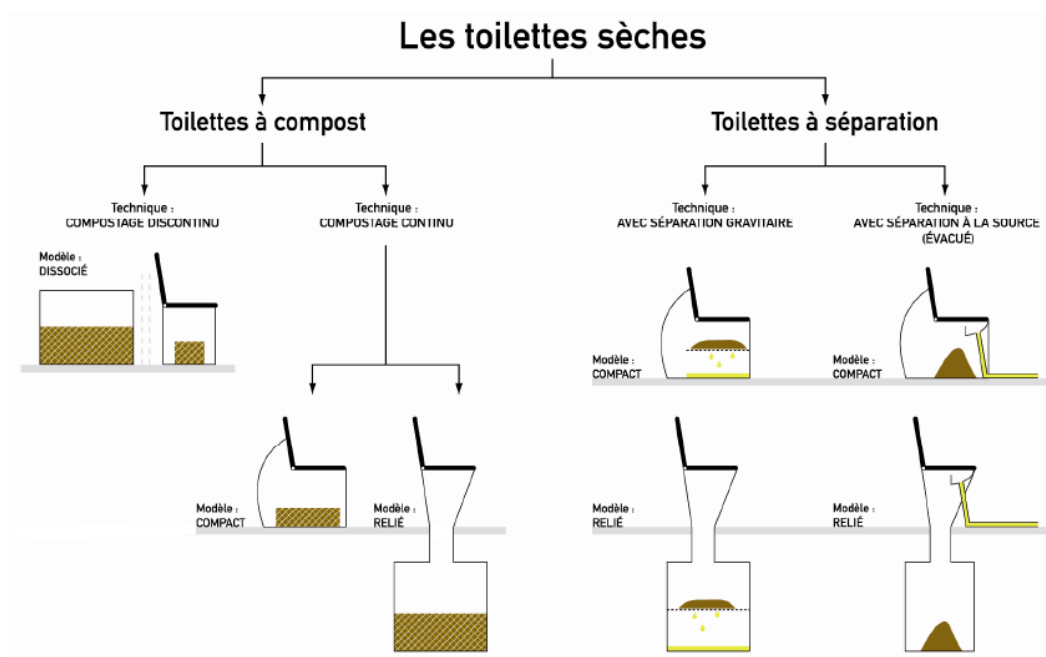 Les toilettes sèches
Toilettes à compost
Toilettes à séparation
Technique :
COMPOSTAGE DISCONTINU
Technique :
COMPOSTAGE CONTINU
Technique :
AVEC SÉPARATION GRAVITAIRE
Technique :
AVEC SÉPARATION À LA SOURCE
(ÉVACUÉ)
Modèle :
DISSOCIÉ
Modèle :
COMPACT
Modèle :
COMPACT
Modèle :
COMPACT
Modèle :
RELIÉ
Modèle :
RELIÉ
Modèle :
RELIÉ